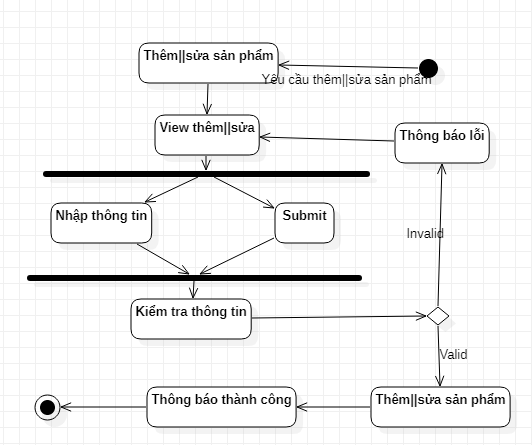 Thêm||sửa sản phẩm
Yêu cầu thêm||sửa sản phẩm
View thêm||sửa
Thông báo lỗi
Nhập thông tin
Submit
Invalid
Kiểm tra thông tin
Valid
Thông báo thành công
Thêm||sửa sản phẩm